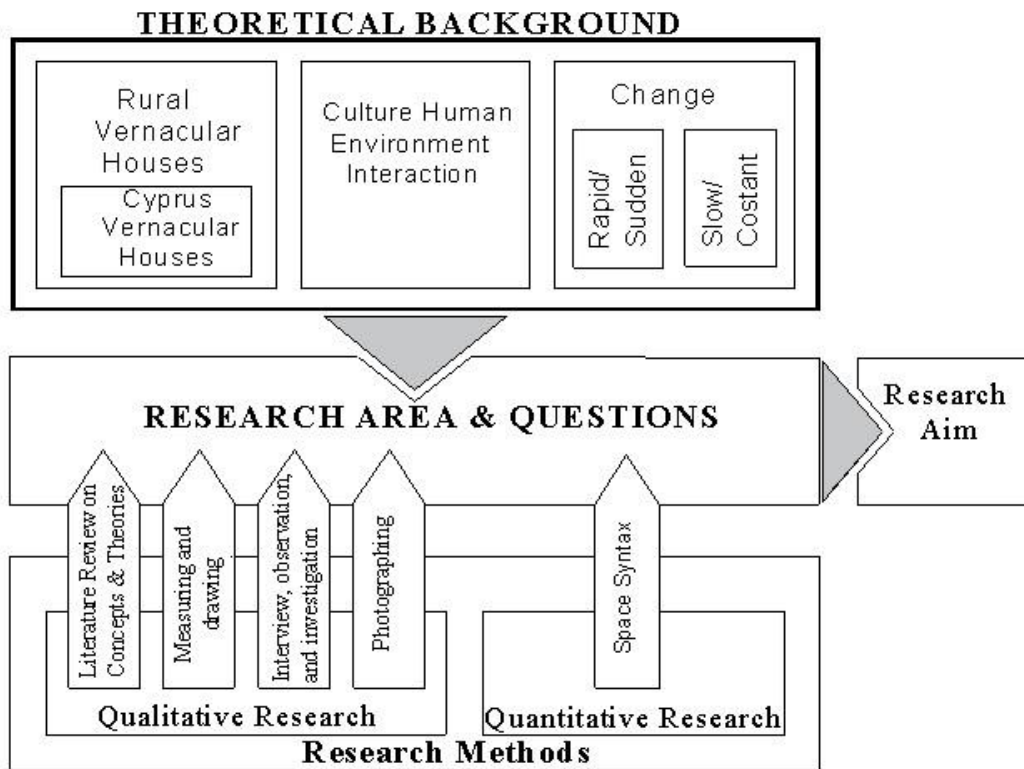 THEORETICAL BACKGROUND
Rural
Vernacular
Houses
Cyprus
Vernacular
Houses
Culture Human
Environment
Interaction
Change
Rapid/
Sudden
Slow/
Costant
RESEARCH AREA & QUESTIONS
Research
Aim
Literature Review on
Concepts & Theories
Measuring and
drawing
Interview, observation,
and investigation
Photographing
Space Syntax
Qualitative Research
Quantitative Research
Research Methods